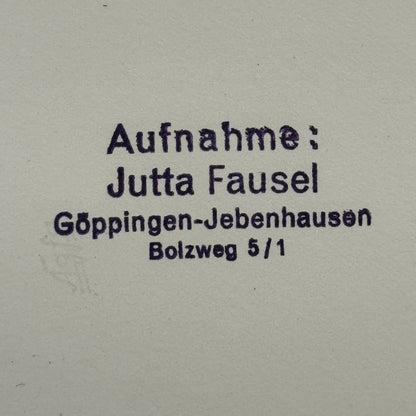 Aufnahme:
Jutta Fausel
Göppingen-Jebenhausen
Bolzweg 5/1